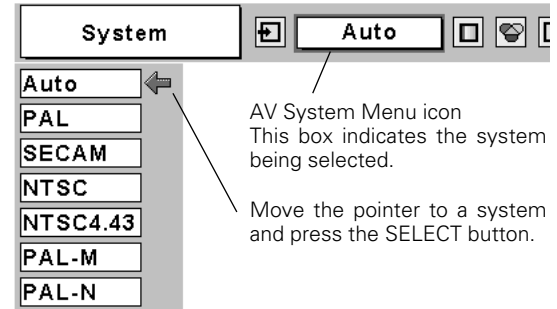 System
Auto
Auto
PAL
SECAM
NTSC
NTSC4.43
PAL-M
PAL-N
AV System Menu icon
This box indicates the system
being selected.
Move the pointer to a system
and press the SELECT button.